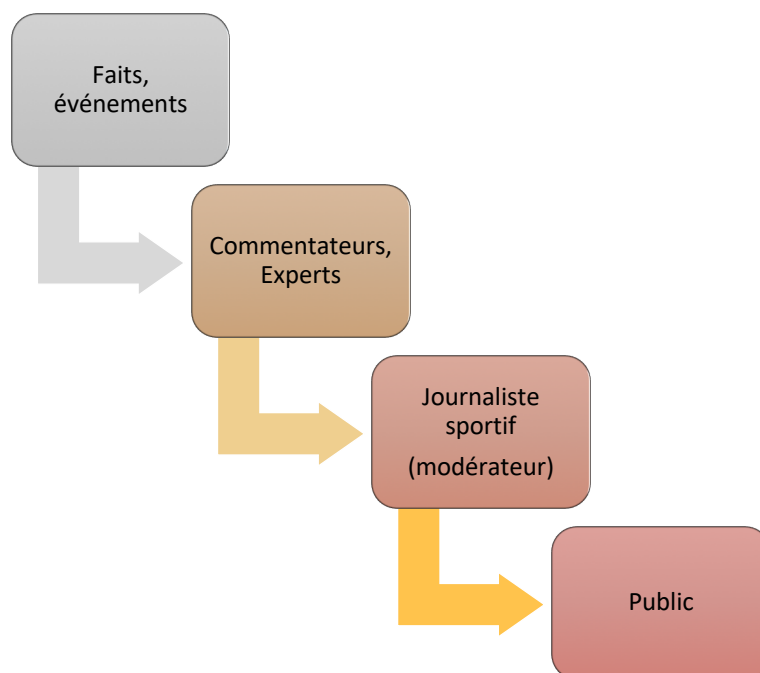 Faits,
événements
Commentateurs,
Experts
Journaliste
sportif
(modérateur)
Public